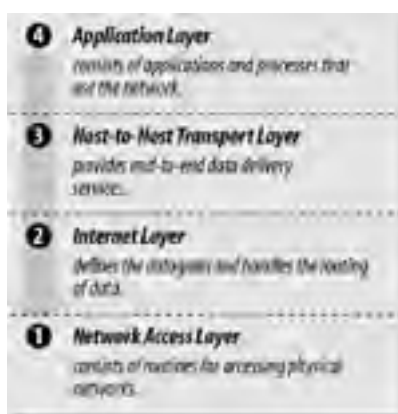 4 Application Layer
consists of applications and processes that
use the network.
3 Host-to-Host Transport Layer
provides end-to-end data delivery
services.
2 Internet Layer
defines the datagram and handles the routing
of data.
1 Network Access Layer
consists of routines for accessing physical
networks.